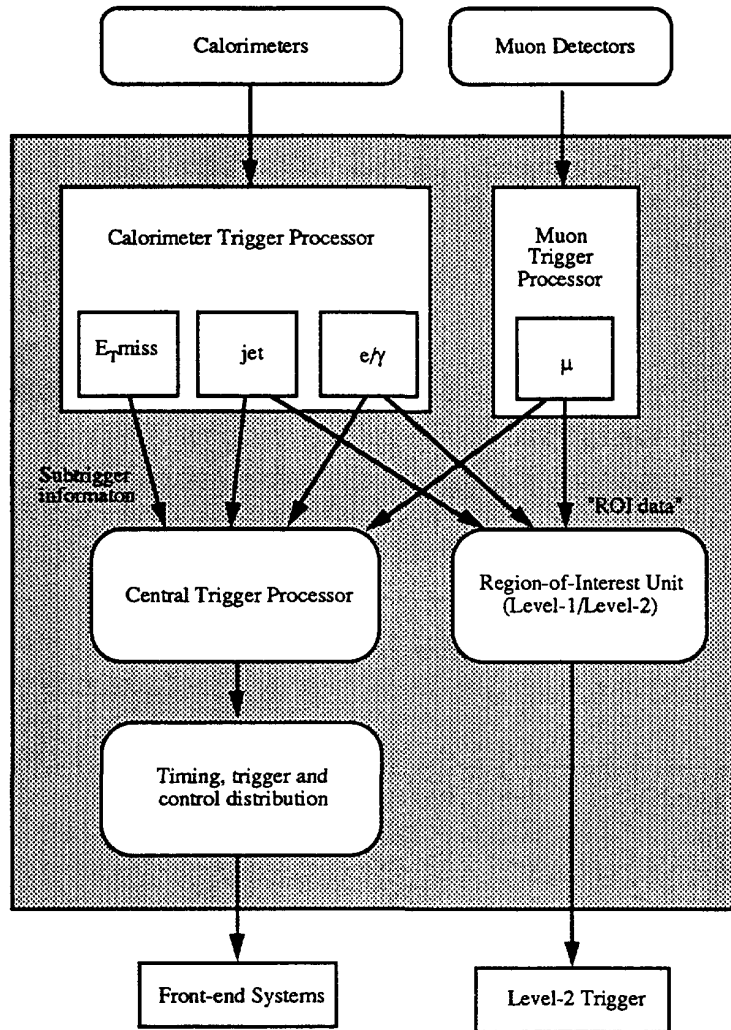 Calorimeters
Muon Detectors
Calorimeter Trigger Processor
Muon
Trigger
Processor
E_Tmiss
jet
e/γ
μ
Subtrigger
informaton
"ROI data"
Central Trigger Processor
Region-of-Interest Unit
(Level-1/Level-2)
Timing, trigger and
control distribution
Front-end Systems
Level-2 Trigger